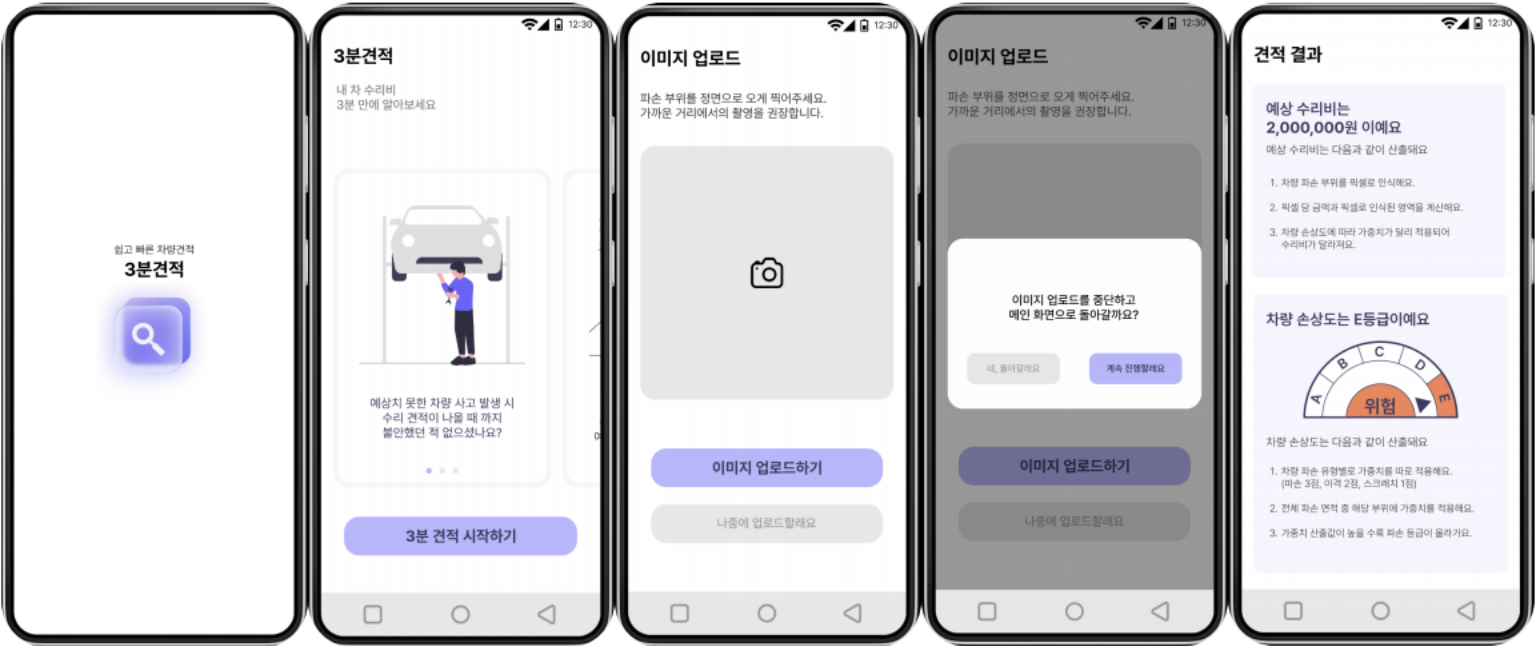 쉽고 빠른 차량견적
3분견적
12:30
3분견적
내 차 수리비
3분 만에 알아보세요
예상치 못한 차량 사고 발생 시
수리 견적이 나올 때 까지
불안했던 적 없으셨나요?
3분 견적 시작하기
12:30
이미지 업로드
파손 부위를 정면으로 오게 찍어주세요.
가까운 거리에서의 촬영을 권장합니다.
이미지 업로드하기
나중에 업로드할래요
12:30
이미지 업로드
파손 부위를 정면으로 오게 찍어주세요.
가까운 거리에서의 촬영을 권장합니다.
이미지 업로드를 중단하고
메인 화면으로 돌아갈까요?
네, 돌아갈래요
계속 진행할래요
이미지 업로드하기
나중에 업로드할래요
12:30
견적 결과
예상 수리비는
2,000,000원 이예요
예상 수리비는 다음과 같이 산출돼요
1. 차량 파손 부위를 픽셀로 인식해요.
2. 픽셀 당 금액과 픽셀로 인식된 영역을 계산해요.
3. 차량 손상도에 따라 가중치가 달리 적용되어
수리비가 달라져요.
차량 손상도는 E등급이예요
A B C D E
위험
차량 손상도는 다음과 같이 산출돼요
1. 차량 파손 유형별로 가중치를 따로 적용해요.
(파손 3점, 이격 2점, 스크래치 1점)
2. 전체 파손 면적 중 해당 부위에 가중치를 적용해요.
3. 가중치 산출값이 높을 수록 파손 등급이 올라가요.